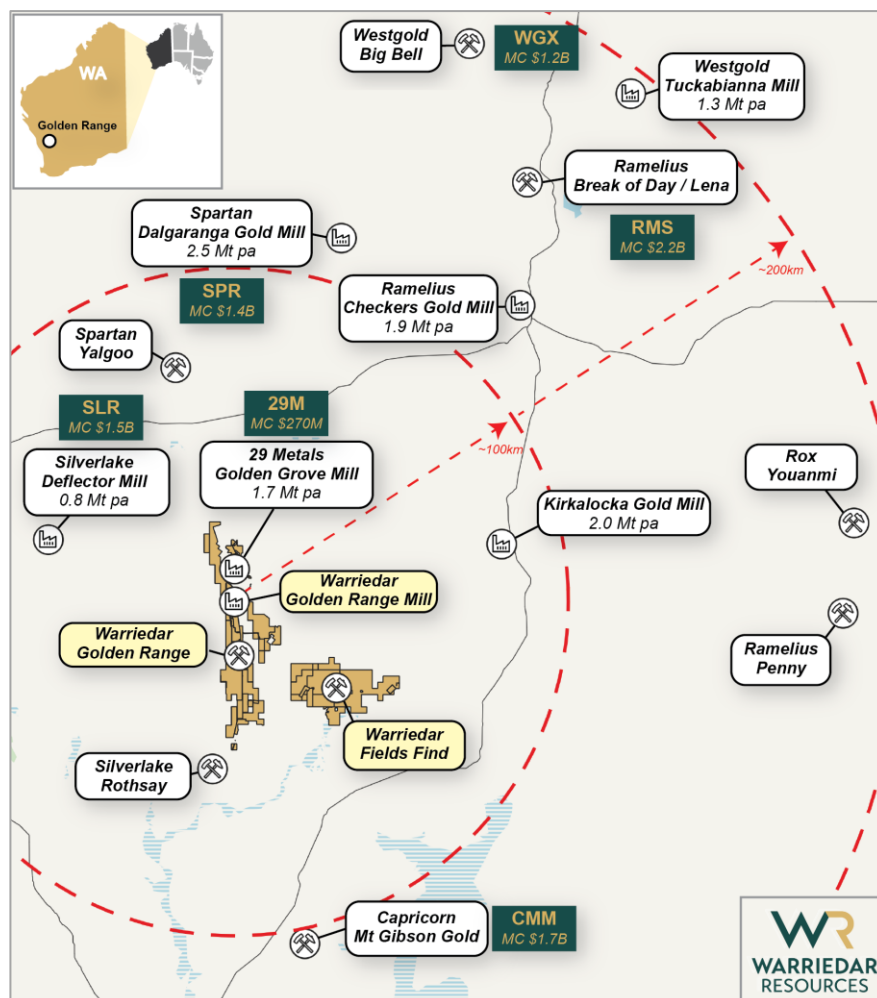 WA
Golden Range
Westgold
Big Bell
WGX
MC $1.2B
Westgold
Tuckabianna Mill
1.3 Mt pa
Ramelius
Break of Day / Lena
RMS
MC $2.2B
Spartan
Dalgaranga Gold Mill
2.5 Mt pa
SPR
MC $1.4B
Ramelius
Checkers Gold Mill
1.9 Mt pa
~200km
Spartan
Yalgoo
SLR
MC $1.5B
29M
MC $270M
~100km
Silverlake
Deflector Mill
0.8 Mt pa
29 Metals
Golden Grove Mill
1.7 Mt pa
Rox
Youanmi
Kirkalocka Gold Mill
2.0 Mt pa
Warriedar
Golden Range Mill
Warriedar
Golden Range
Ramelius
Penny
Warriedar
Fields Find
Silverlake
Rothsay
Capricorn
Mt Gibson Gold
CMM
MC $1.7B
WR
WARRIEDAR
RESOURCES